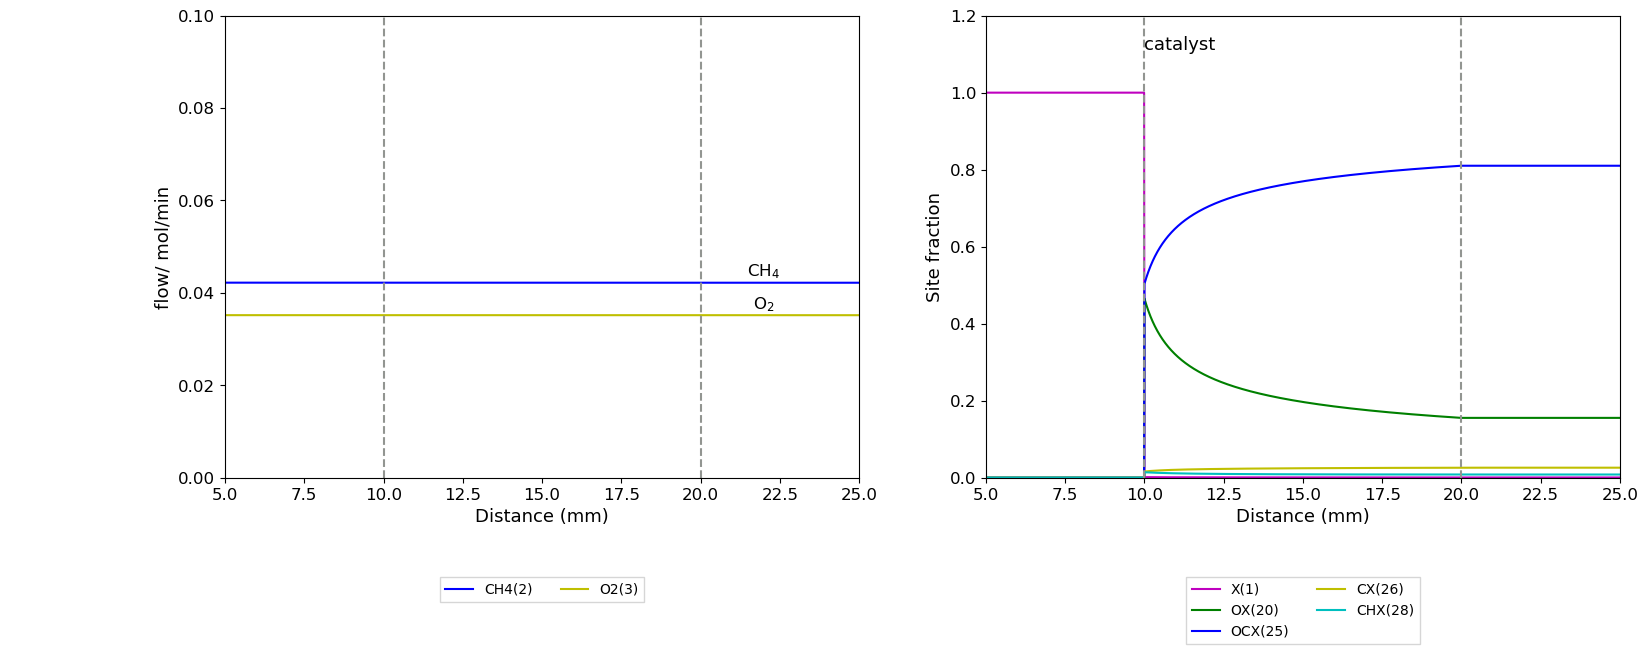 0.10
0.08
0.06
0.04
0.02
0.00
flow/ mol/min
CH₄
O₂
5.0 7.5 10.0 12.5 15.0 17.5 20.0 22.5 25.0
Distance (mm)
CH4(2) O2(3)
1.2
1.0
0.8
0.6
0.4
0.2
0.0
Site fraction
catalyst
5.0 7.5 10.0 12.5 15.0 17.5 20.0 22.5 25.0
Distance (mm)
X(1) CX(26)
OX(20) CHX(28)
OCX(25)